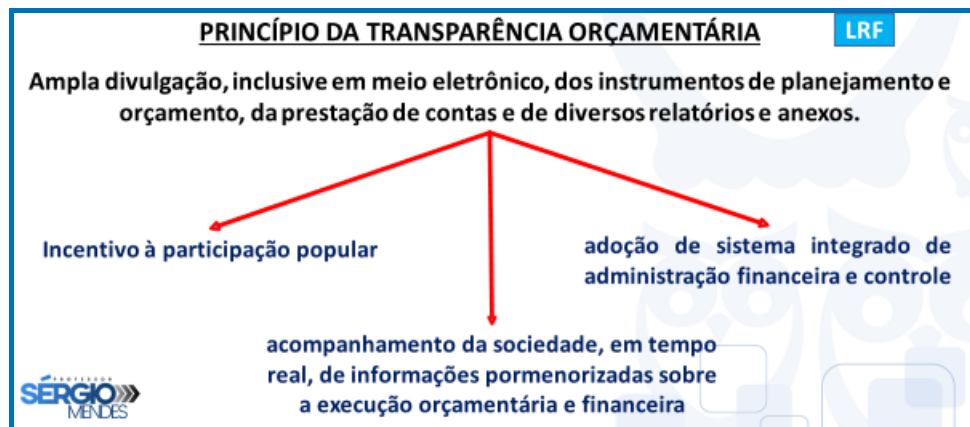 PRINCÍPIO DA TRANSPARÊNCIA ORÇAMENTÁRIA
LRF
Ampla divulgação, inclusive em meio eletrônico, dos instrumentos de planejamento e
orçamento, da prestação de contas e de diversos relatórios e anexos.
Incentivo à participação popular
adoção de sistema integrado de
administração financeira e controle
acompanhamento da sociedade, em tempo
real, de informações pormenorizadas sobre
a execução orçamentária e financeira
PROFESSOR
SÉRGIO
MENDES